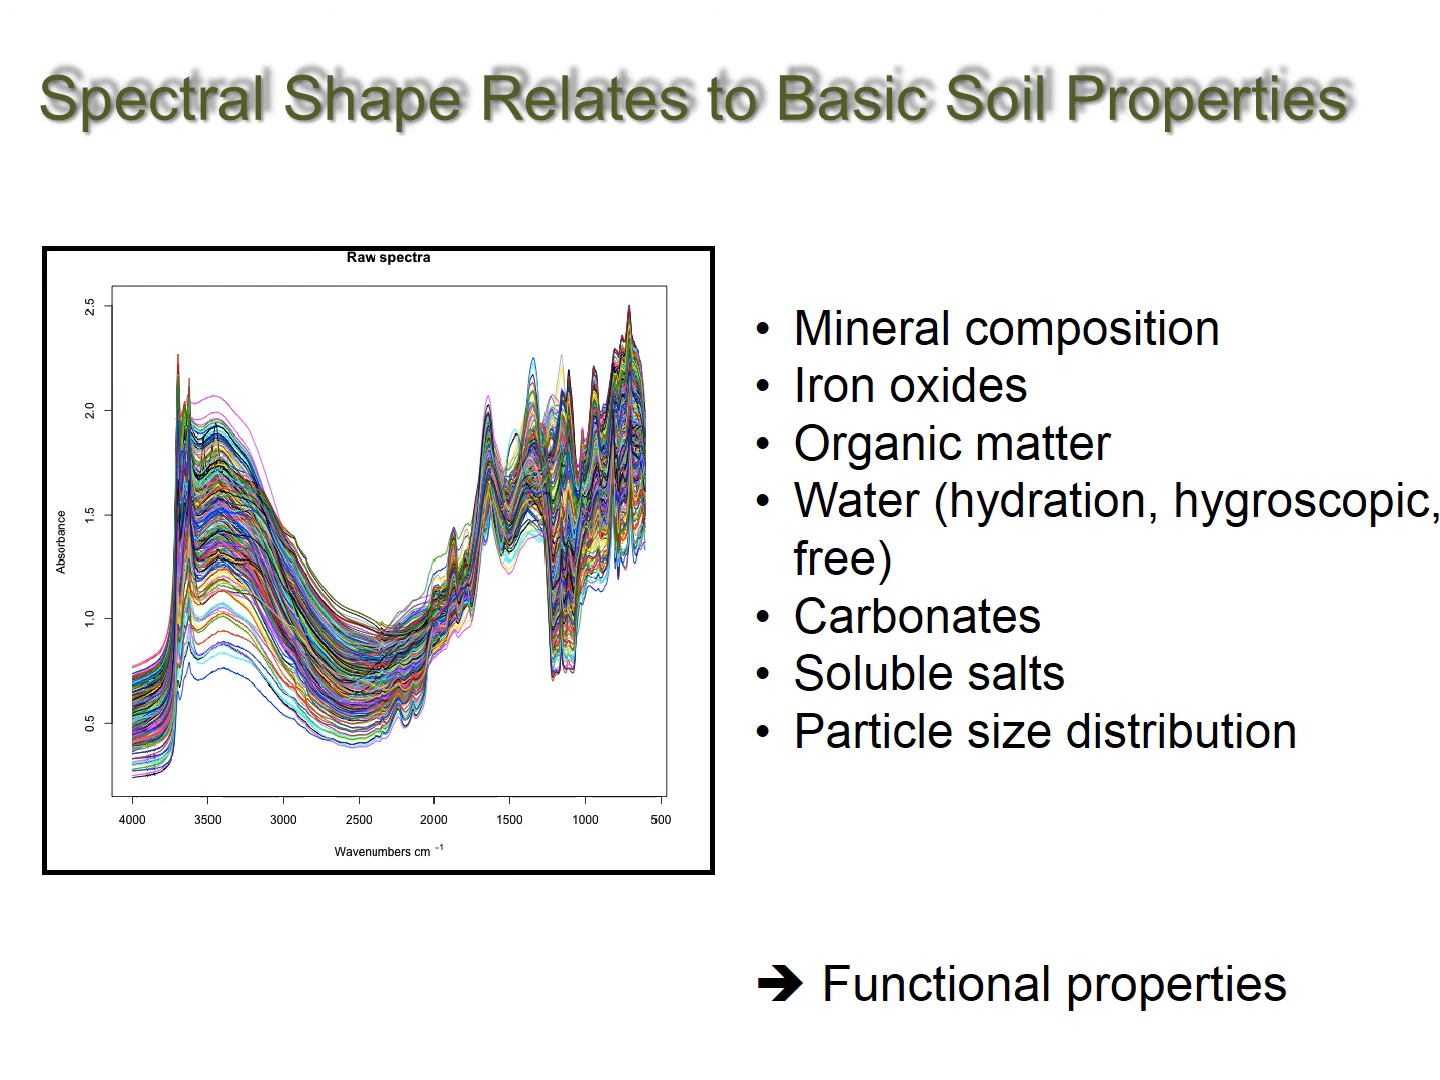 Spectral Shape Relates to Basic Soil Properties
Raw spectra
2.5
2.0
1.5
1.0
0.5
Absorbance
4000 3500 3000 2500 2000 1500 1000 500
Wavenumbers cm ⁻¹
• Mineral composition
• Iron oxides
• Organic matter
• Water (hydration, hygroscopic,
free)
• Carbonates
• Soluble salts
• Particle size distribution
➔ Functional properties